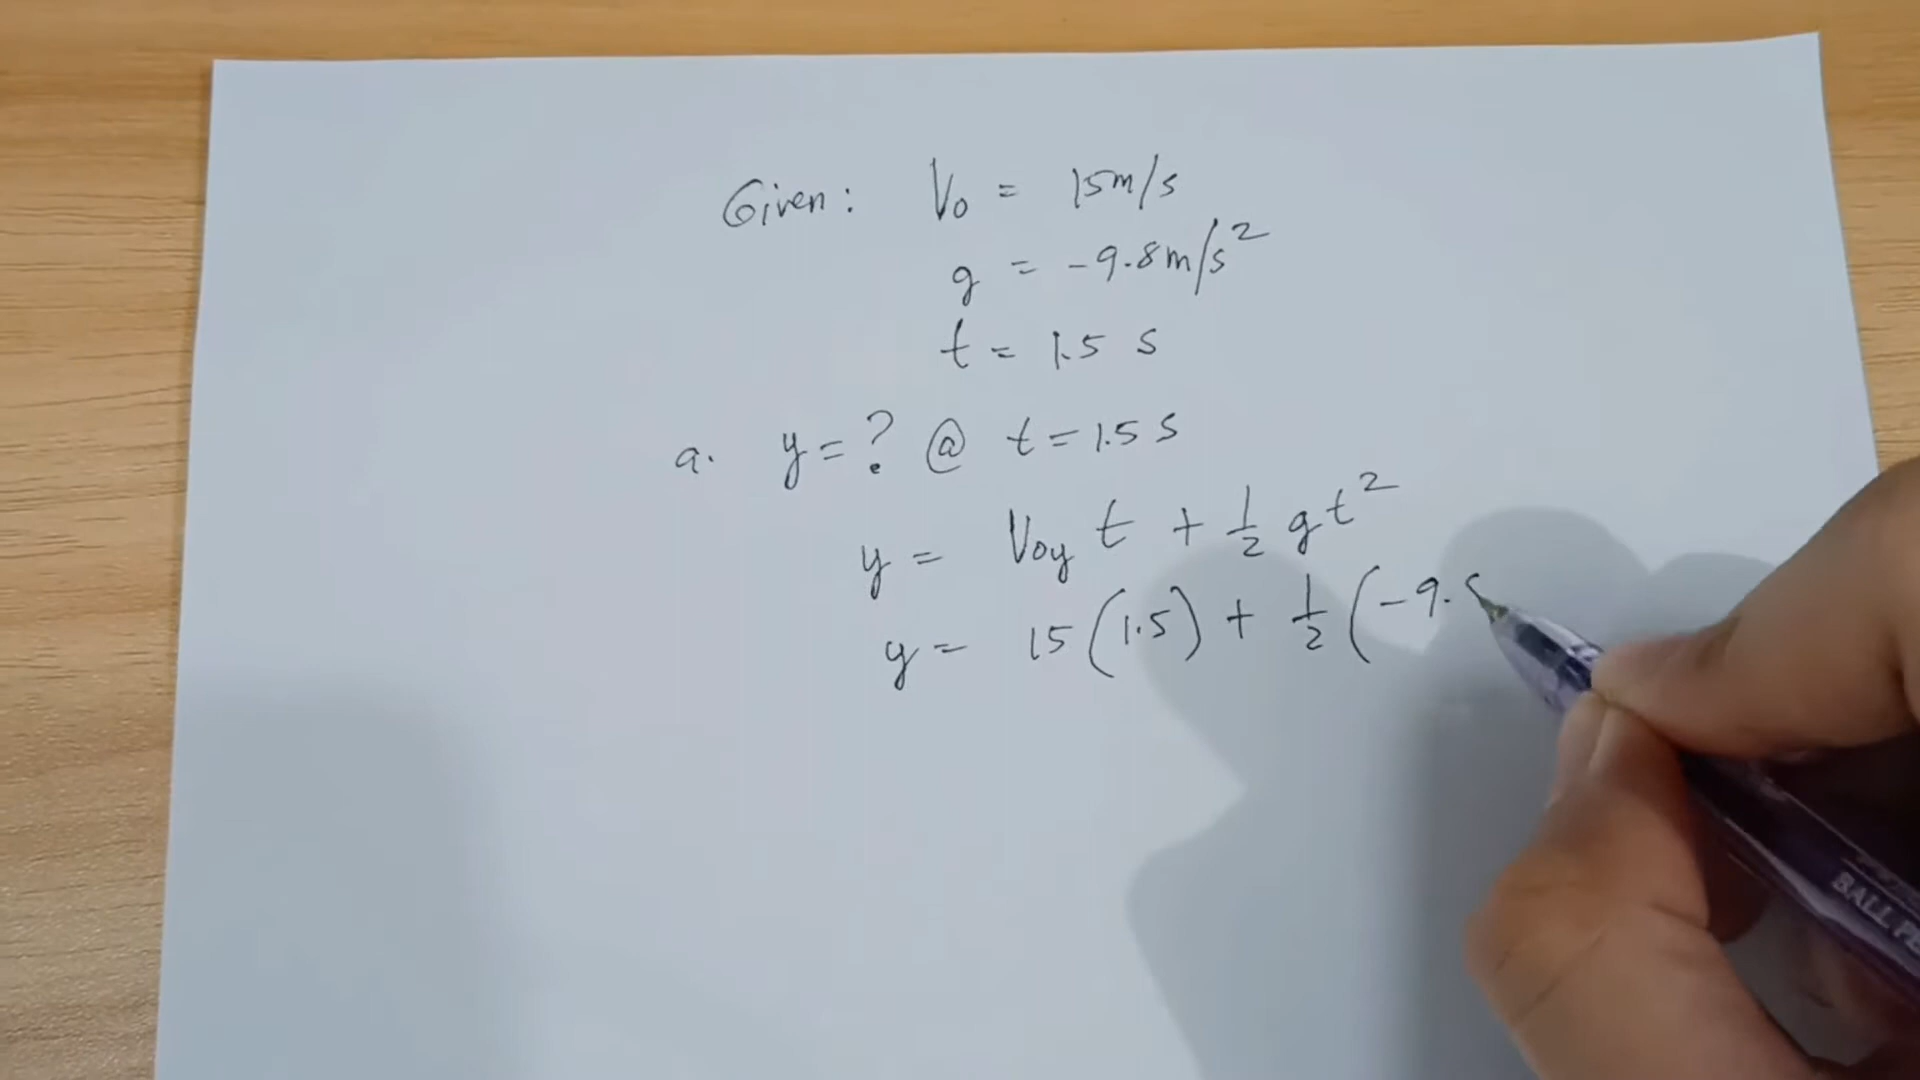 Given: V₀ = 15m/s
g = -9.8m/s²
t = 1.5 s
a. y = ? @ t = 1.5 s
y = V₀y t + ½ g t²
y = 15 (1.5) + ½ (-9.
BALL PE